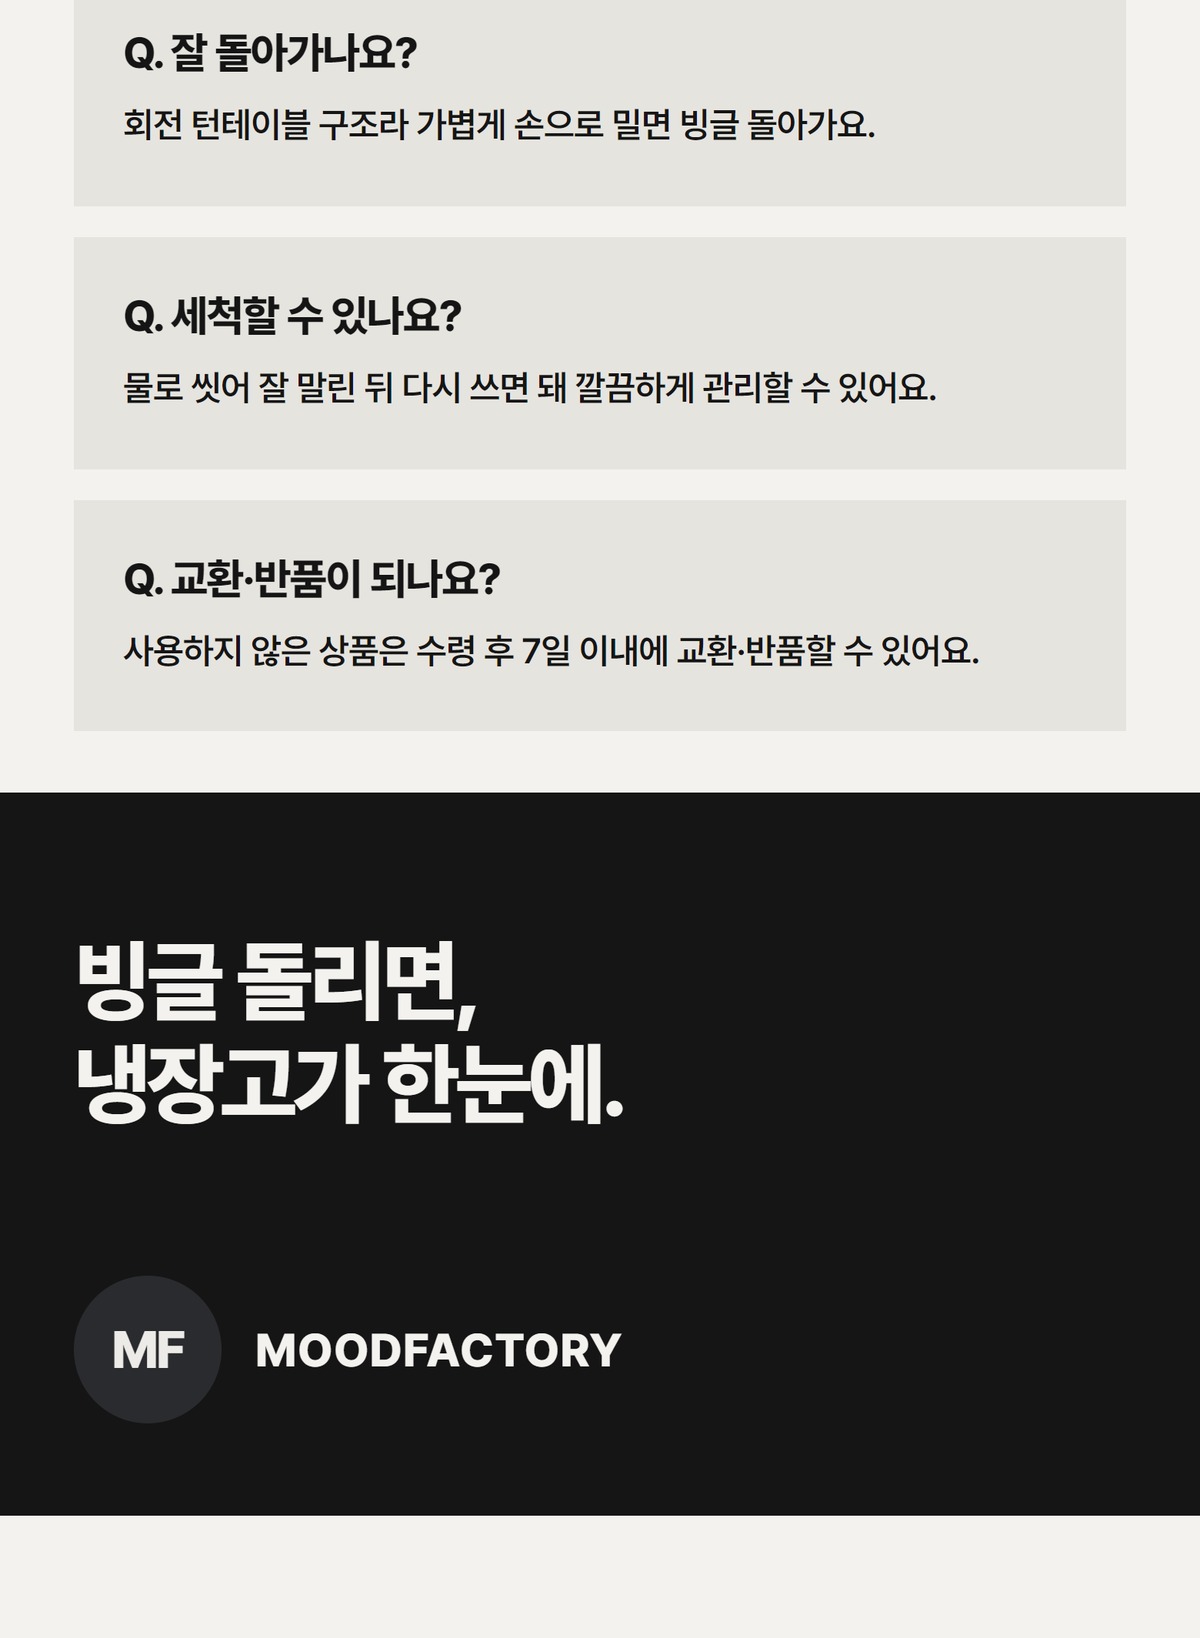 Q. 잘 돌아가나요?
회전 턴테이블 구조라 가볍게 손으로 밀면 빙글 돌아가요.
Q. 세척할 수 있나요?
물로 씻어 잘 말린 뒤 다시 쓰면 돼 깔끔하게 관리할 수 있어요.
Q. 교환·반품이 되나요?
사용하지 않은 상품은 수령 후 7일 이내에 교환·반품할 수 있어요.
빙글 돌리면,
냉장고가 한눈에.
MF MOODFACTORY